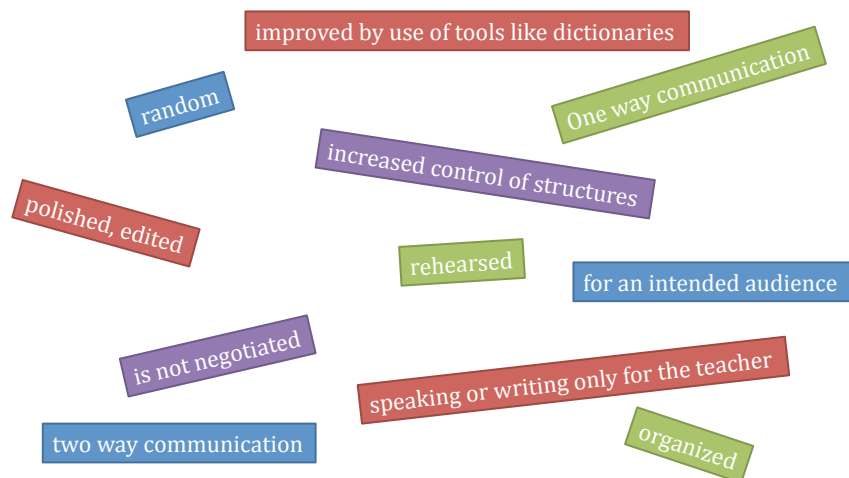 improved by use of tools like dictionaries
One way communication
random
increased control of structures
polished, edited
rehearsed
for an intended audience
is not negotiated
speaking or writing only for the teacher
two way communication
organized